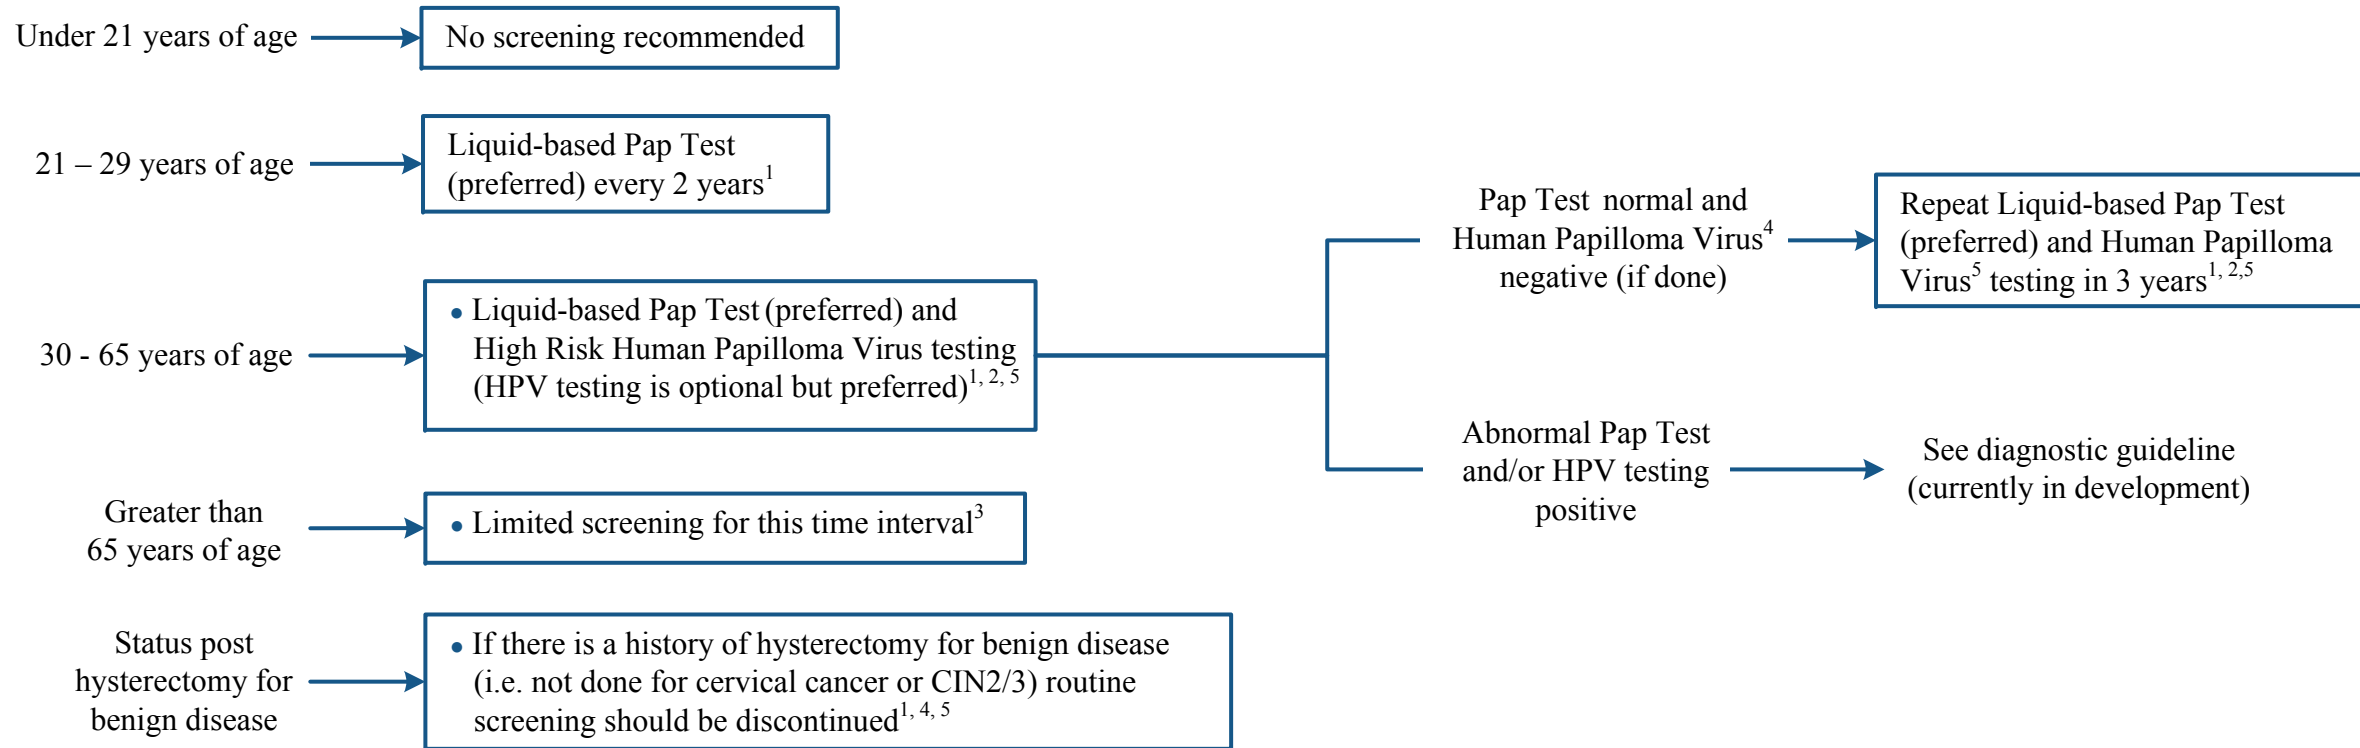 Under 21 years of age
No screening recommended
21 – 29 years of age
Liquid-based Pap Test
(preferred) every 2 years1
30 - 65 years of age
• Liquid-based Pap Test (preferred) and
High Risk Human Papilloma Virus testing
(HPV testing is optional but preferred)1, 2, 5
Pap Test normal and
Human Papilloma Virus4
negative (if done)
Repeat Liquid-based Pap Test
(preferred) and Human Papilloma
Virus5 testing in 3 years1, 2,5
Abnormal Pap Test
and/or HPV testing
positive
See diagnostic guideline
(currently in development)
Greater than
65 years of age
• Limited screening for this time interval3
Status post
hysterectomy for
benign disease
• If there is a history of hysterectomy for benign disease
(i.e. not done for cervical cancer or CIN2/3) routine
screening should be discontinued1, 4, 5